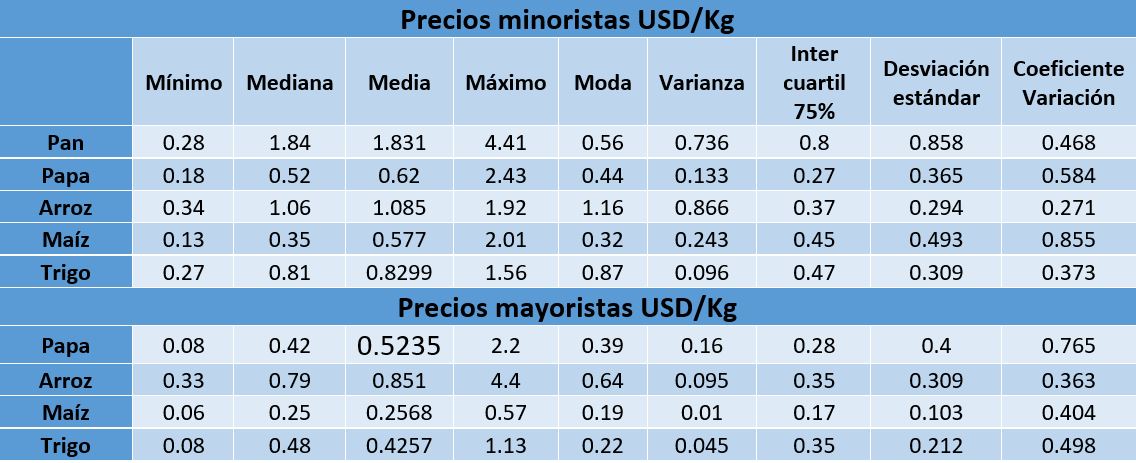 Precios minoristas USD/Kg
Mínimo Mediana Media Máximo Moda Varianza Inter cuartil 75% Desviación estándar Coeficiente Variación
Pan 0.28 1.84 1.831 4.41 0.56 0.736 0.8 0.858 0.468
Papa 0.18 0.52 0.62 2.43 0.44 0.133 0.27 0.365 0.584
Arroz 0.34 1.06 1.085 1.92 1.16 0.866 0.37 0.294 0.271
Maíz 0.13 0.35 0.577 2.01 0.32 0.243 0.45 0.493 0.855
Trigo 0.27 0.81 0.8299 1.56 0.87 0.096 0.47 0.309 0.373
Precios mayoristas USD/Kg
Papa 0.08 0.42 0.5235 2.2 0.39 0.16 0.28 0.4 0.765
Arroz 0.33 0.79 0.851 4.4 0.64 0.095 0.35 0.309 0.363
Maíz 0.06 0.25 0.2568 0.57 0.19 0.01 0.17 0.103 0.404
Trigo 0.08 0.48 0.4257 1.13 0.22 0.045 0.35 0.212 0.498